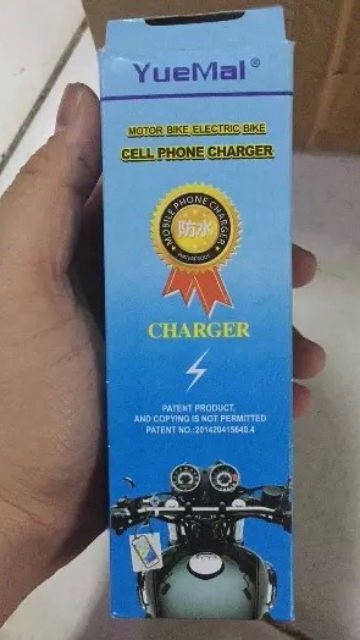 YueMal®
MOTOR BIKE/ELECTRIC BIKE
CELL PHONE CHARGER
MOBILE PHONE CHARGER
防水
CHARGER
PATENT PRODUCT,
AND COPYING IS NOT PERMITTED
PATENT NO.:201420415640.4